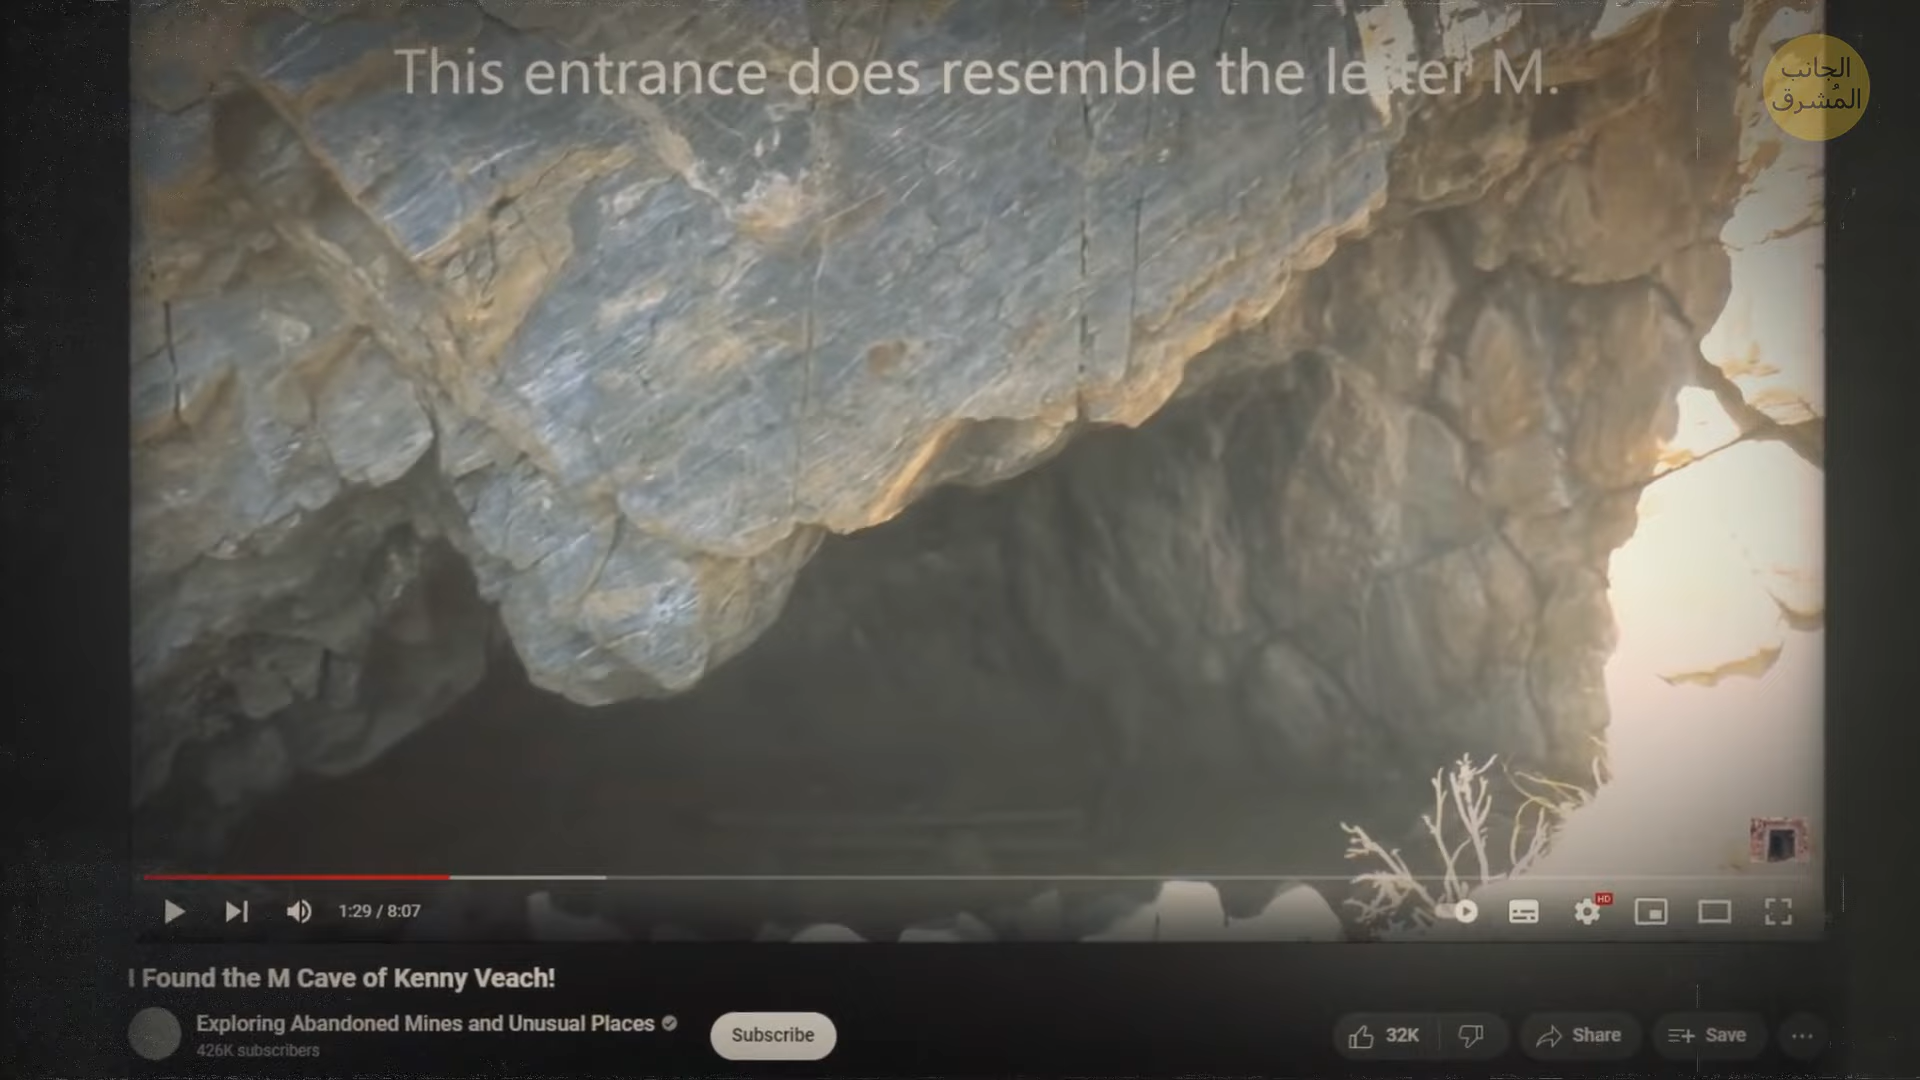 This entrance does resemble the letter M.
الجانب
المُشرق
HD
1:29 / 8:07
I Found the M Cave of Kenny Veach!
Exploring Abandoned Mines and Unusual Places
426K subscribers
Subscribe
32K
Share
Save